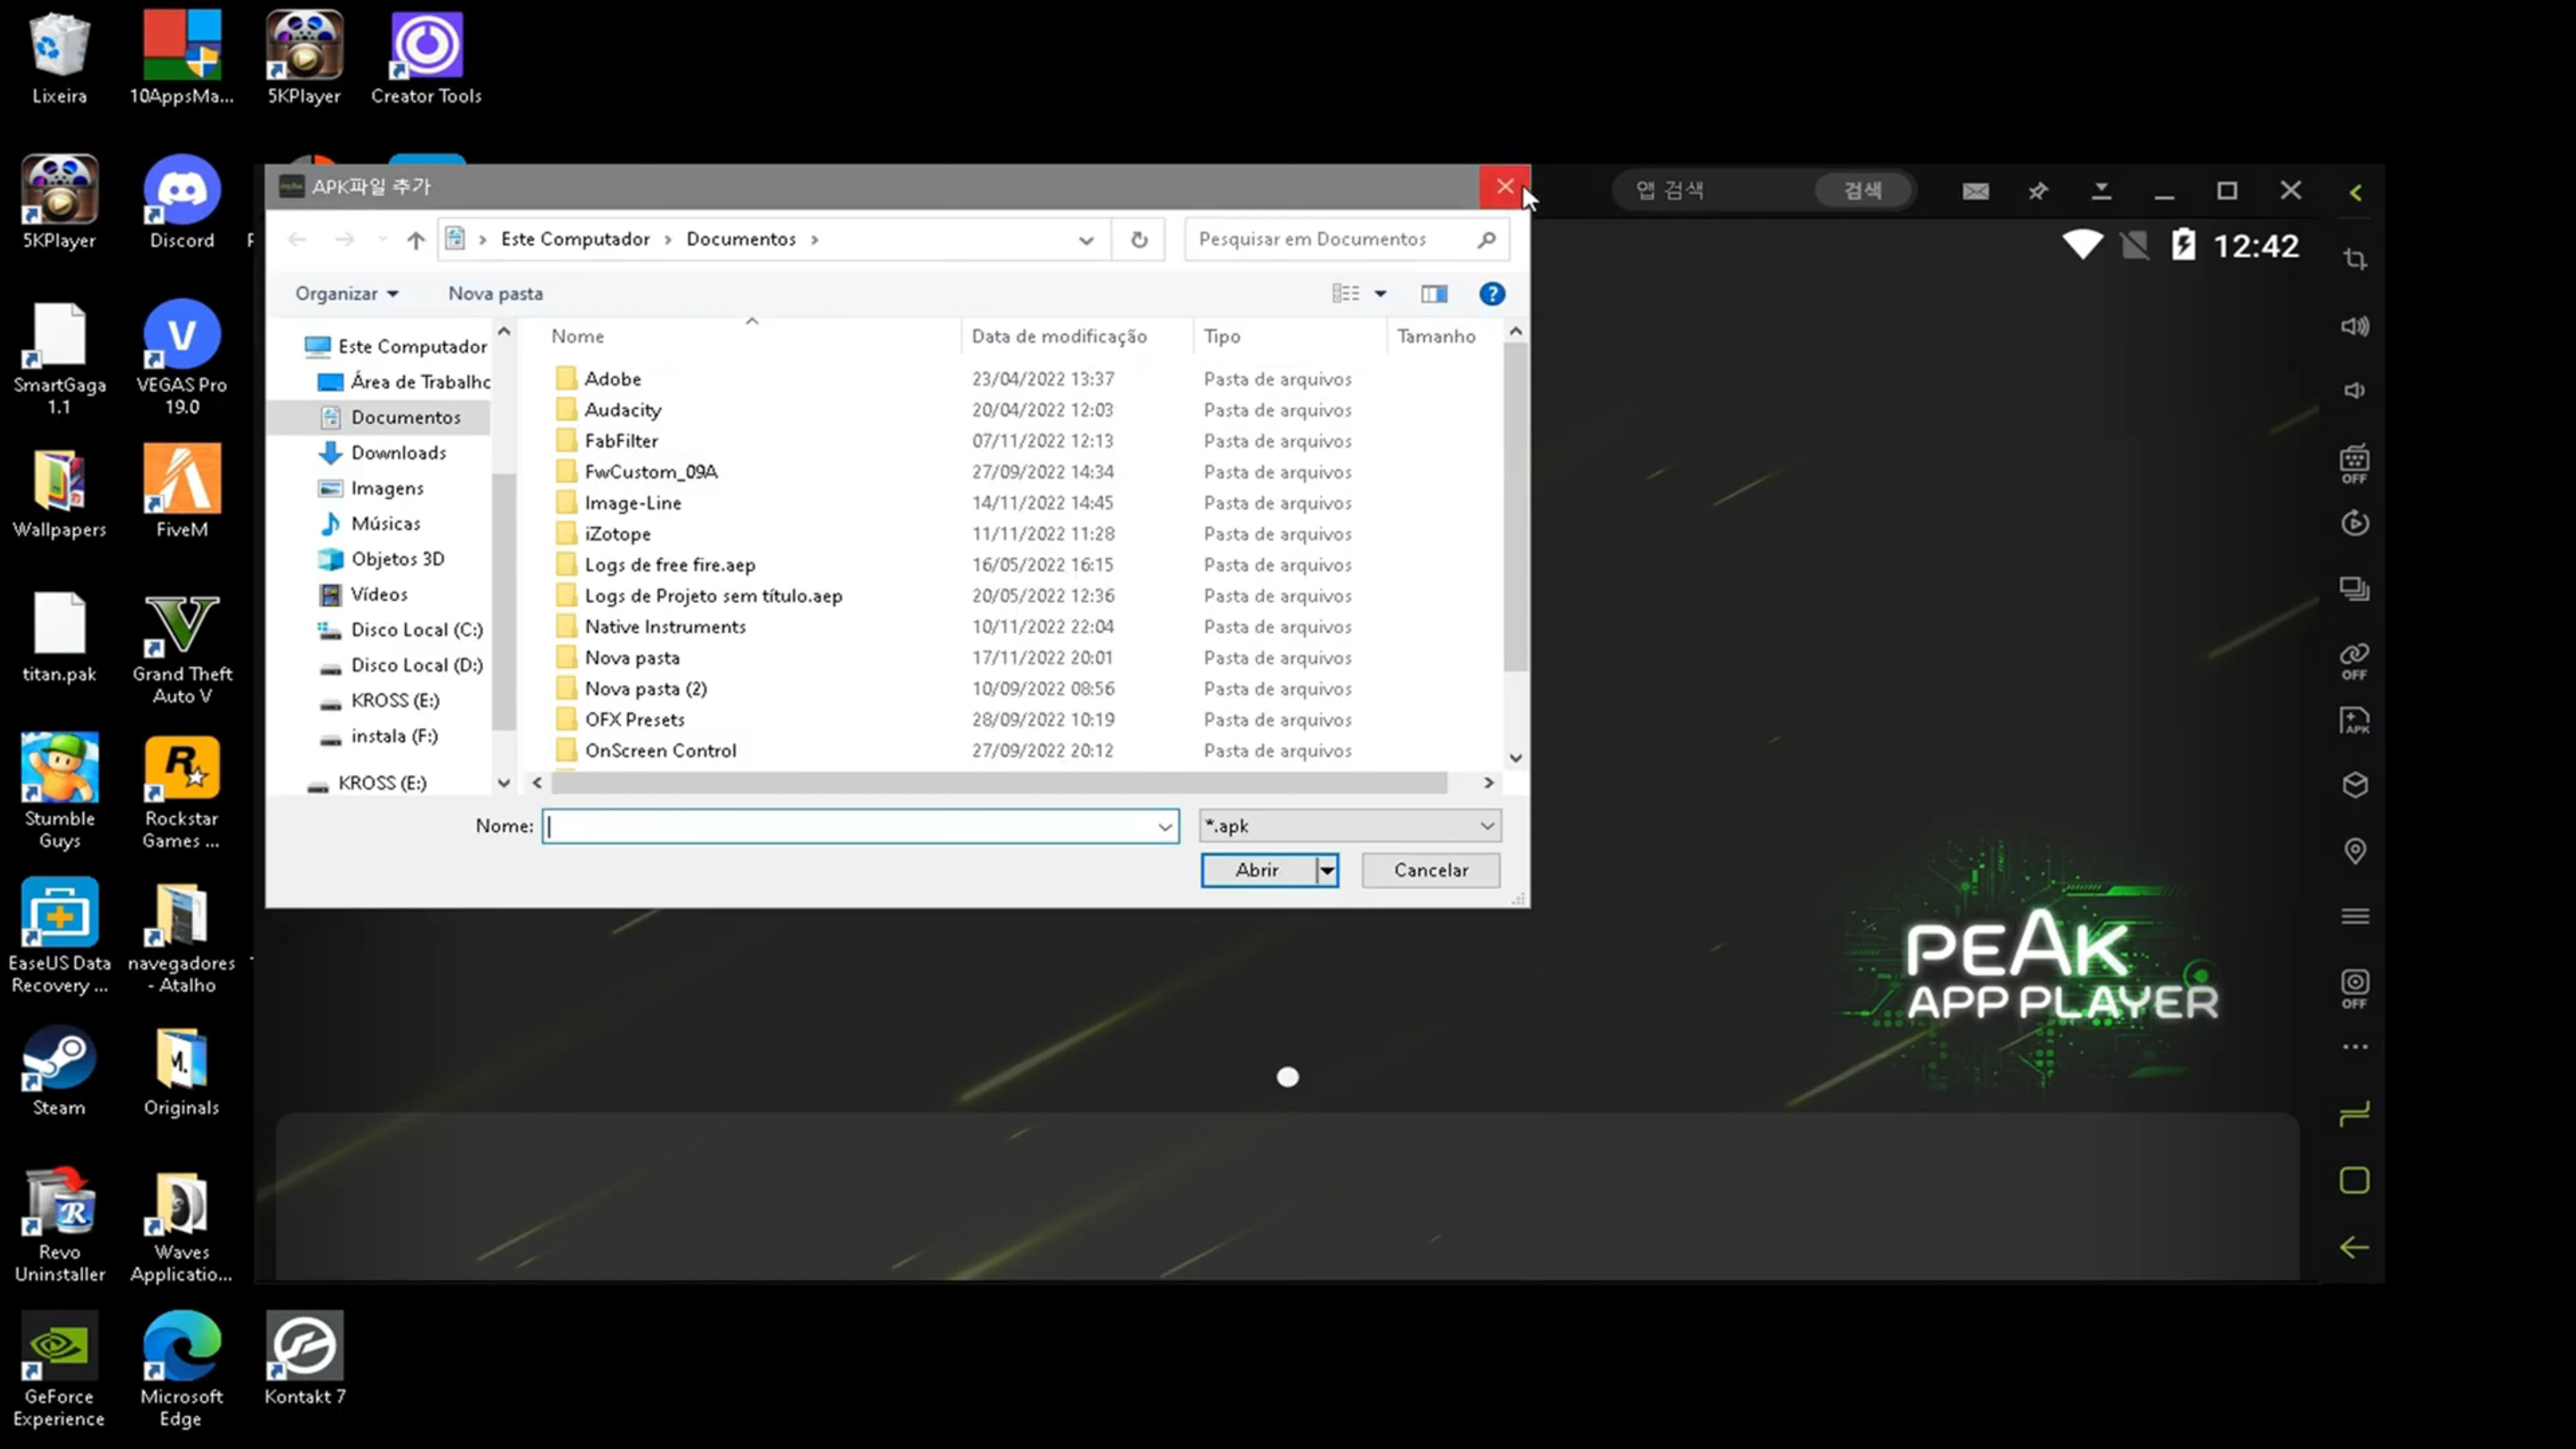 Lixeira
10AppsMa...
5KPlayer
Creator Tools
5KPlayer
Discord
SmartGaga
1.1
VEGAS Pro
19.0
Wallpapers
FiveM
titan.pak
Grand Theft
Auto V
Stumble
Guys
Rockstar
Games ...
EaseUS Data
Recovery ...
navegadores
- Atalho
Steam
Originals
Revo
Uninstaller
Waves
Applicatio...
GeForce
Experience
Microsoft
Edge
Kontakt 7
APK파일 추가
Este Computador
Documentos
Pesquisar em Documentos
Organizar
Nova pasta
Este Computador
Área de Trabalho
Documentos
Downloads
Imagens
Músicas
Objetos 3D
Vídeos
Disco Local (C:)
Disco Local (D:)
KROSS (E:)
instala (F:)
KROSS (E:)
Nome Data de modificação Tipo Tamanho
Adobe 23/04/2022 13:37 Pasta de arquivos
Audacity 20/04/2022 12:03 Pasta de arquivos
FabFilter 07/11/2022 12:13 Pasta de arquivos
FwCustom_09A 27/09/2022 14:34 Pasta de arquivos
Image-Line 14/11/2022 14:45 Pasta de arquivos
iZotope 11/11/2022 11:28 Pasta de arquivos
Logs de free fire.aep 16/05/2022 16:15 Pasta de arquivos
Logs de Projeto sem título.aep 20/05/2022 12:36 Pasta de arquivos
Native Instruments 10/11/2022 22:04 Pasta de arquivos
Nova pasta 17/11/2022 20:01 Pasta de arquivos
Nova pasta (2) 10/09/2022 08:56 Pasta de arquivos
OFX Presets 28/09/2022 10:19 Pasta de arquivos
OnScreen Control 27/09/2022 20:12 Pasta de arquivos
Nome:
*.apk
Abrir
Cancelar
앱 검색
검색
12:42
OFF
OFF
APK
OFF
PEAK
APP PLAYER